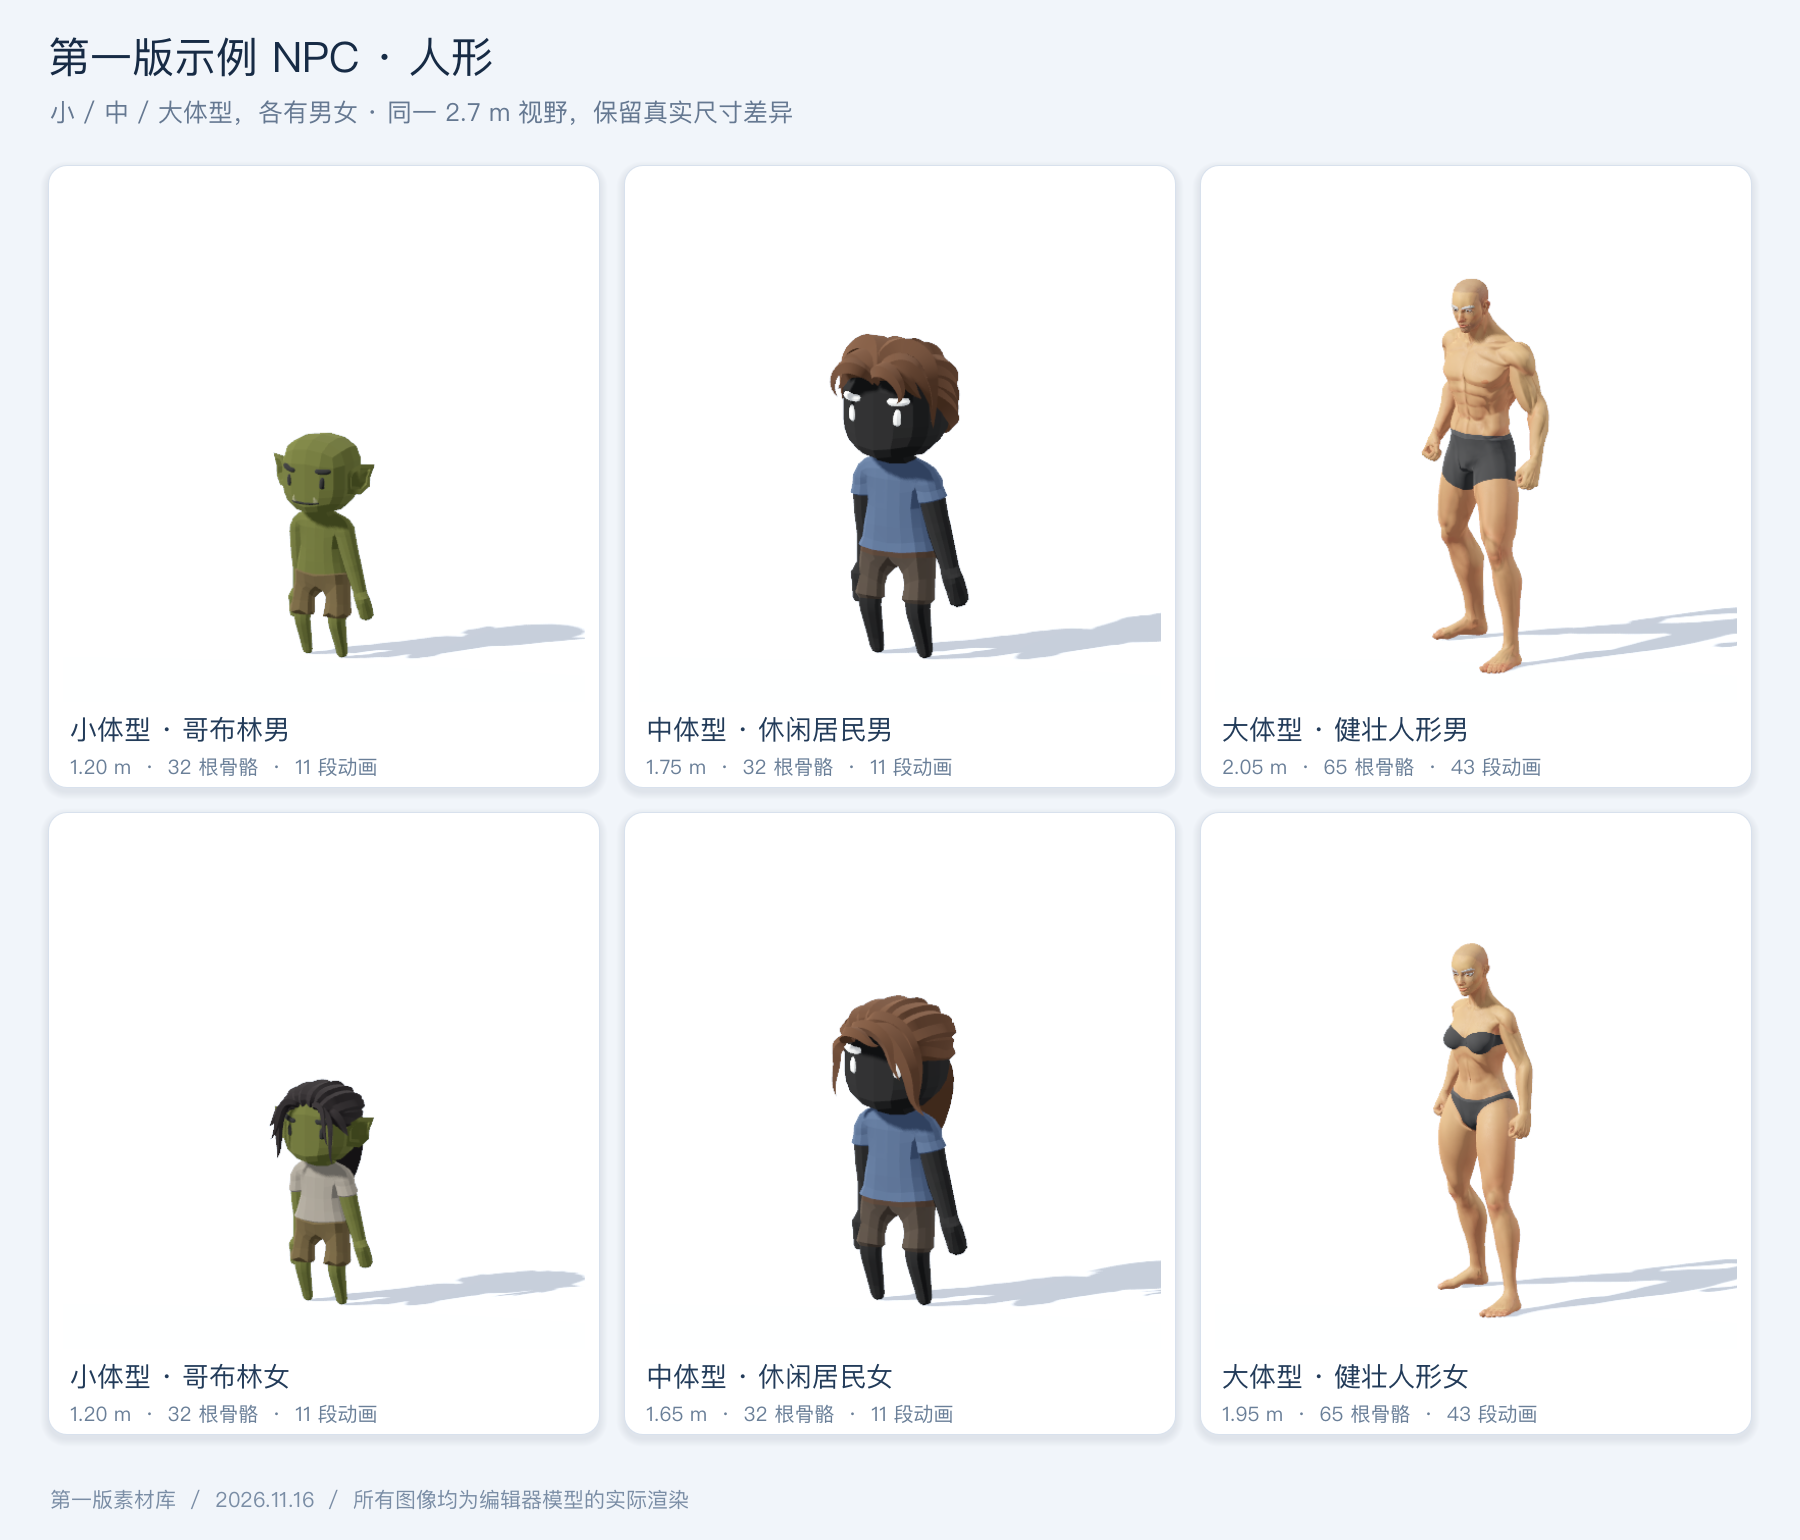 第一版示例 NPC · 人形
小 / 中 / 大体型，各有男女 · 同一 2.7 m 视野，保留真实尺寸差异
小体型 · 哥布林男
1.20 m · 32 根骨骼 · 11 段动画
中体型 · 休闲居民男
1.75 m · 32 根骨骼 · 11 段动画
大体型 · 健壮人形男
2.05 m · 65 根骨骼 · 43 段动画
小体型 · 哥布林女
1.20 m · 32 根骨骼 · 11 段动画
中体型 · 休闲居民女
1.65 m · 32 根骨骼 · 11 段动画
大体型 · 健壮人形女
1.95 m · 65 根骨骼 · 43 段动画
第一版素材库 / 2026.11.16 / 所有图像均为编辑器模型的实际渲染